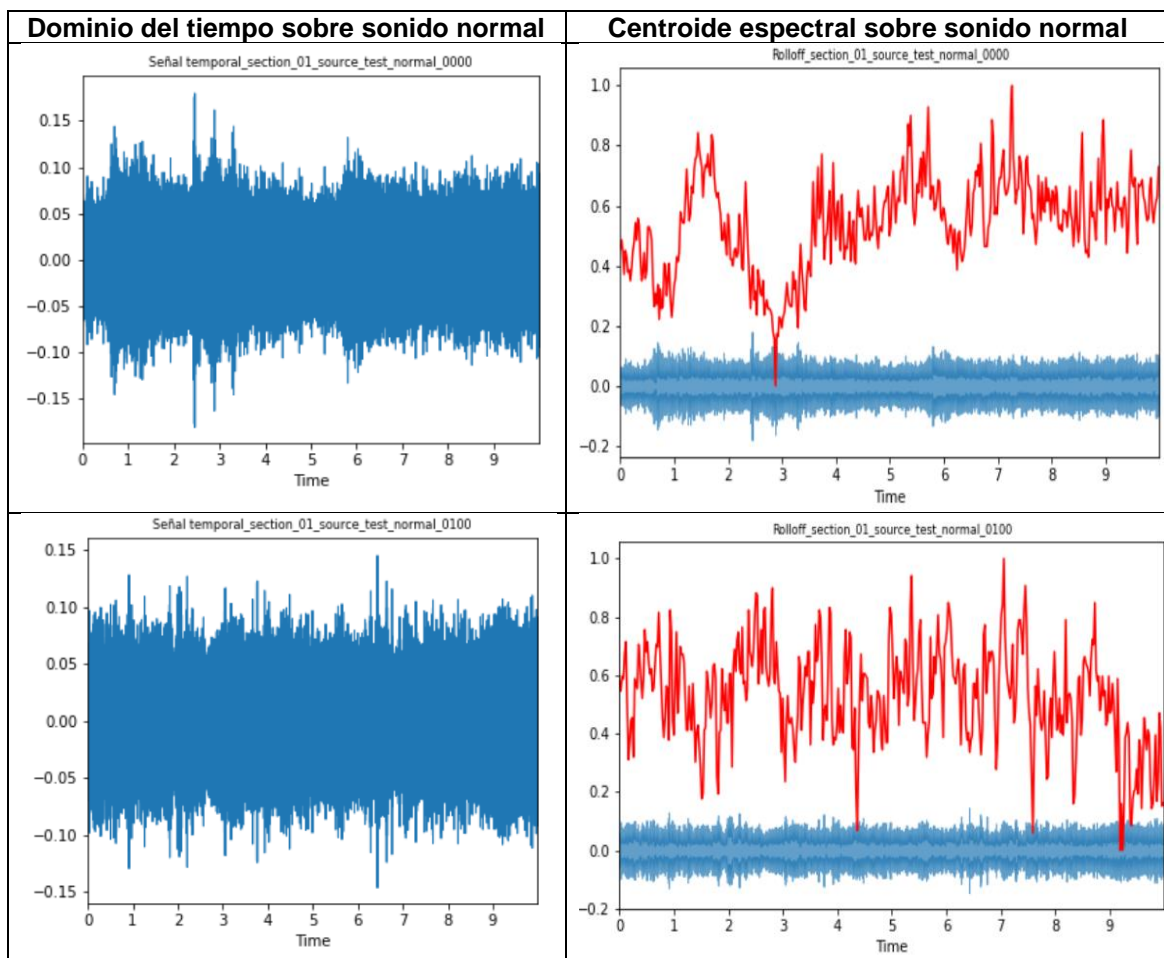 Dominio del tiempo sobre sonido normal
Centroide espectral sobre sonido normal
Señal temporal_section_01_source_test_normal_0000
0.15
0.10
0.05
0.00
−0.05
−0.10
−0.15
0 1 2 3 4 5 6 7 8 9
Time
Rolloff_section_01_source_test_normal_0000
1.0
0.8
0.6
0.4
0.2
0.0
−0.2
0 1 2 3 4 5 6 7 8 9
Time
Señal temporal_section_01_source_test_normal_0100
0.15
0.10
0.05
0.00
−0.05
−0.10
−0.15
0 1 2 3 4 5 6 7 8 9
Time
Rolloff_section_01_source_test_normal_0100
1.0
0.8
0.6
0.4
0.2
0.0
−0.2
0 1 2 3 4 5 6 7 8 9
Time